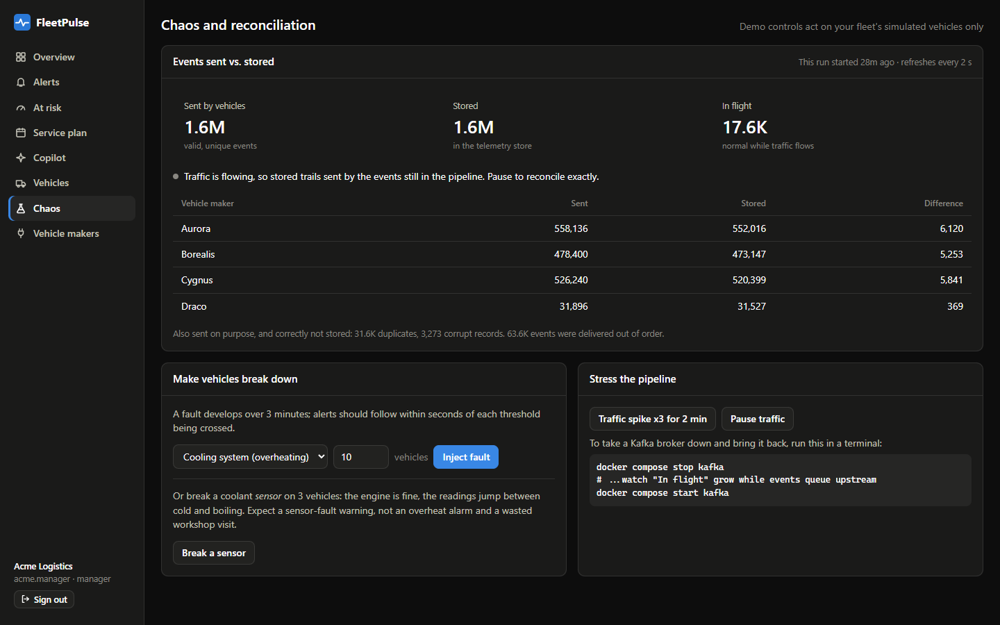 FleetPulse
Overview
Alerts
At risk
Service plan
Copilot
Vehicles
Chaos
Vehicle makers
Acme Logistics
acme.manager · manager
Sign out
Chaos and reconciliation
Demo controls act on your fleet's simulated vehicles only
Events sent vs. stored
This run started 28m ago · refreshes every 2 s
Sent by vehicles
1.6M
valid, unique events
Stored
1.6M
in the telemetry store
In flight
17.6K
normal while traffic flows
Traffic is flowing, so stored trails sent by the events still in the pipeline. Pause to reconcile exactly.
Vehicle maker Sent Stored Difference
Aurora 558,136 552,016 6,120
Borealis 478,400 473,147 5,253
Cygnus 526,240 520,399 5,841
Draco 31,896 31,527 369
Also sent on purpose, and correctly not stored: 31.6K duplicates, 3,273 corrupt records. 63.6K events were delivered out of order.
Make vehicles break down
A fault develops over 3 minutes; alerts should follow within seconds of each threshold
being crossed.
Cooling system (overheating) 10 vehicles Inject fault
Or break a coolant sensor on 3 vehicles: the engine is fine, the readings jump between
cold and boiling. Expect a sensor-fault warning, not an overheat alarm and a wasted
workshop visit.
Break a sensor
Stress the pipeline
Traffic spike x3 for 2 min Pause traffic
To take a Kafka broker down and bring it back, run this in a terminal:
docker compose stop kafka
# ...watch "In flight" grow while events queue upstream
docker compose start kafka